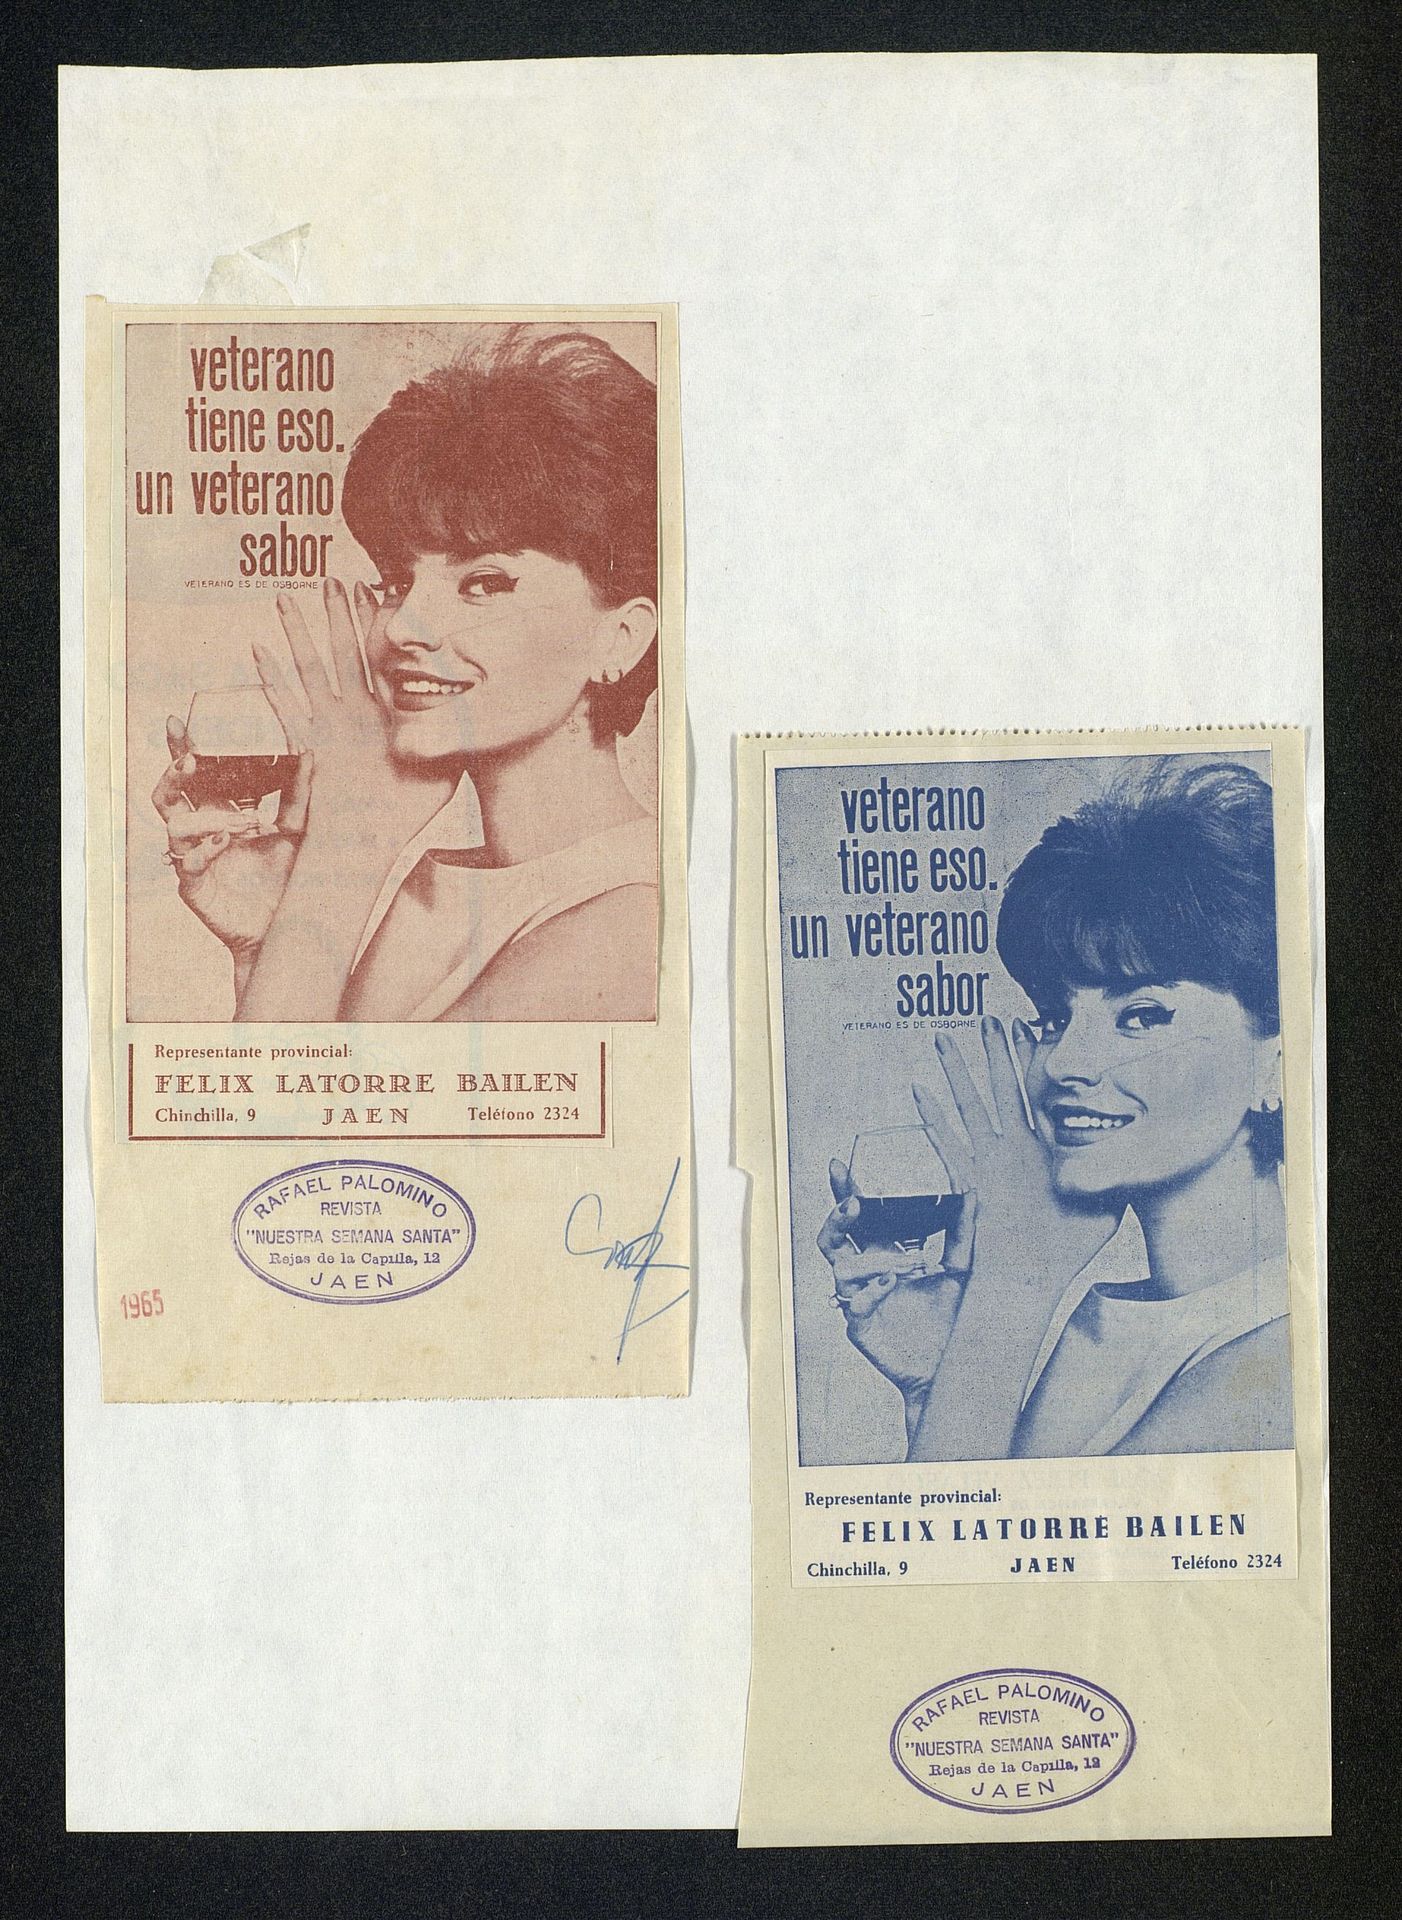 veterano
tiene eso.
un veterano
sabor
VETERANO ES DE OSBORNE
Representante provincial:
FELIX LATORRE BAILEN
Chinchilla, 9 JAEN Teléfono 2324
RAFAEL PALOMINO
REVISTA
"NUESTRA SEMANA SANTA"
Rejas de la Capilla, 12
JAEN
1965
veterano
tiene eso.
un veterano
sabor
VETERANO ES DE OSBORNE
Representante provincial:
FELIX LATORRE BAILEN
Chinchilla, 9 JAEN Teléfono 2324
RAFAEL PALOMINO
REVISTA
"NUESTRA SEMANA SANTA"
Rejas de la Capilla, 12
JAEN